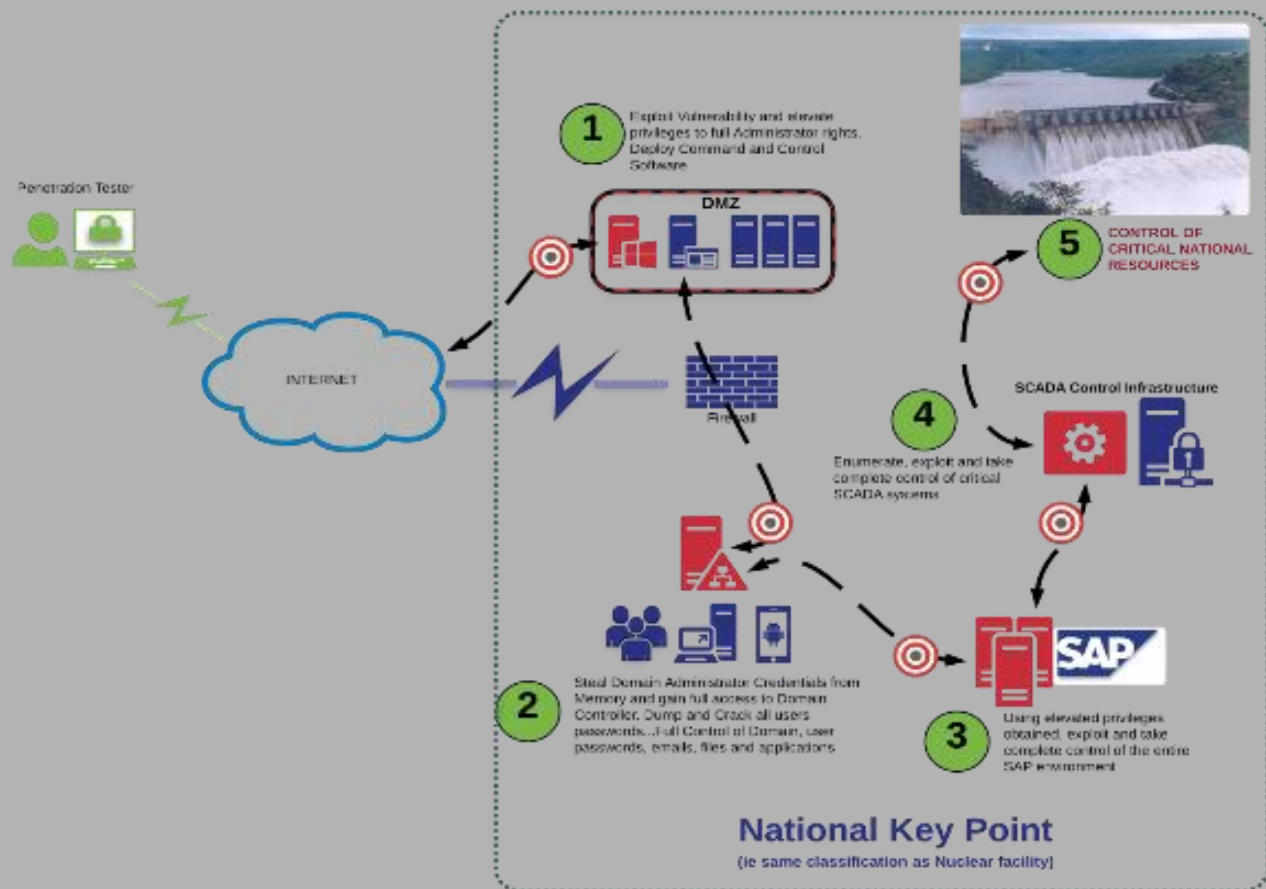 Penetration Tester
INTERNET
1
Exploit Vulnerability and elevate
privileges to full Administrator rights.
Deploy Command and Control
Software
DMZ
Firewall
2
Steal Domain Administrator Credentials from
Memory and gain full access to Domain
Controller. Dump and Crack all users
passwords...Full Control of Domain, user
passwords, emails, files and applications
SAP
3
Using elevated privileges
obtained, exploit and take
complete control of the entire
SAP environment
SCADA Control Infrastructure
4
Enumerate, exploit and take
complete control of critical
SCADA systems
5
CONTROL OF
CRITICAL NATIONAL
RESOURCES
National Key Point
(ie same classification as Nuclear facility)